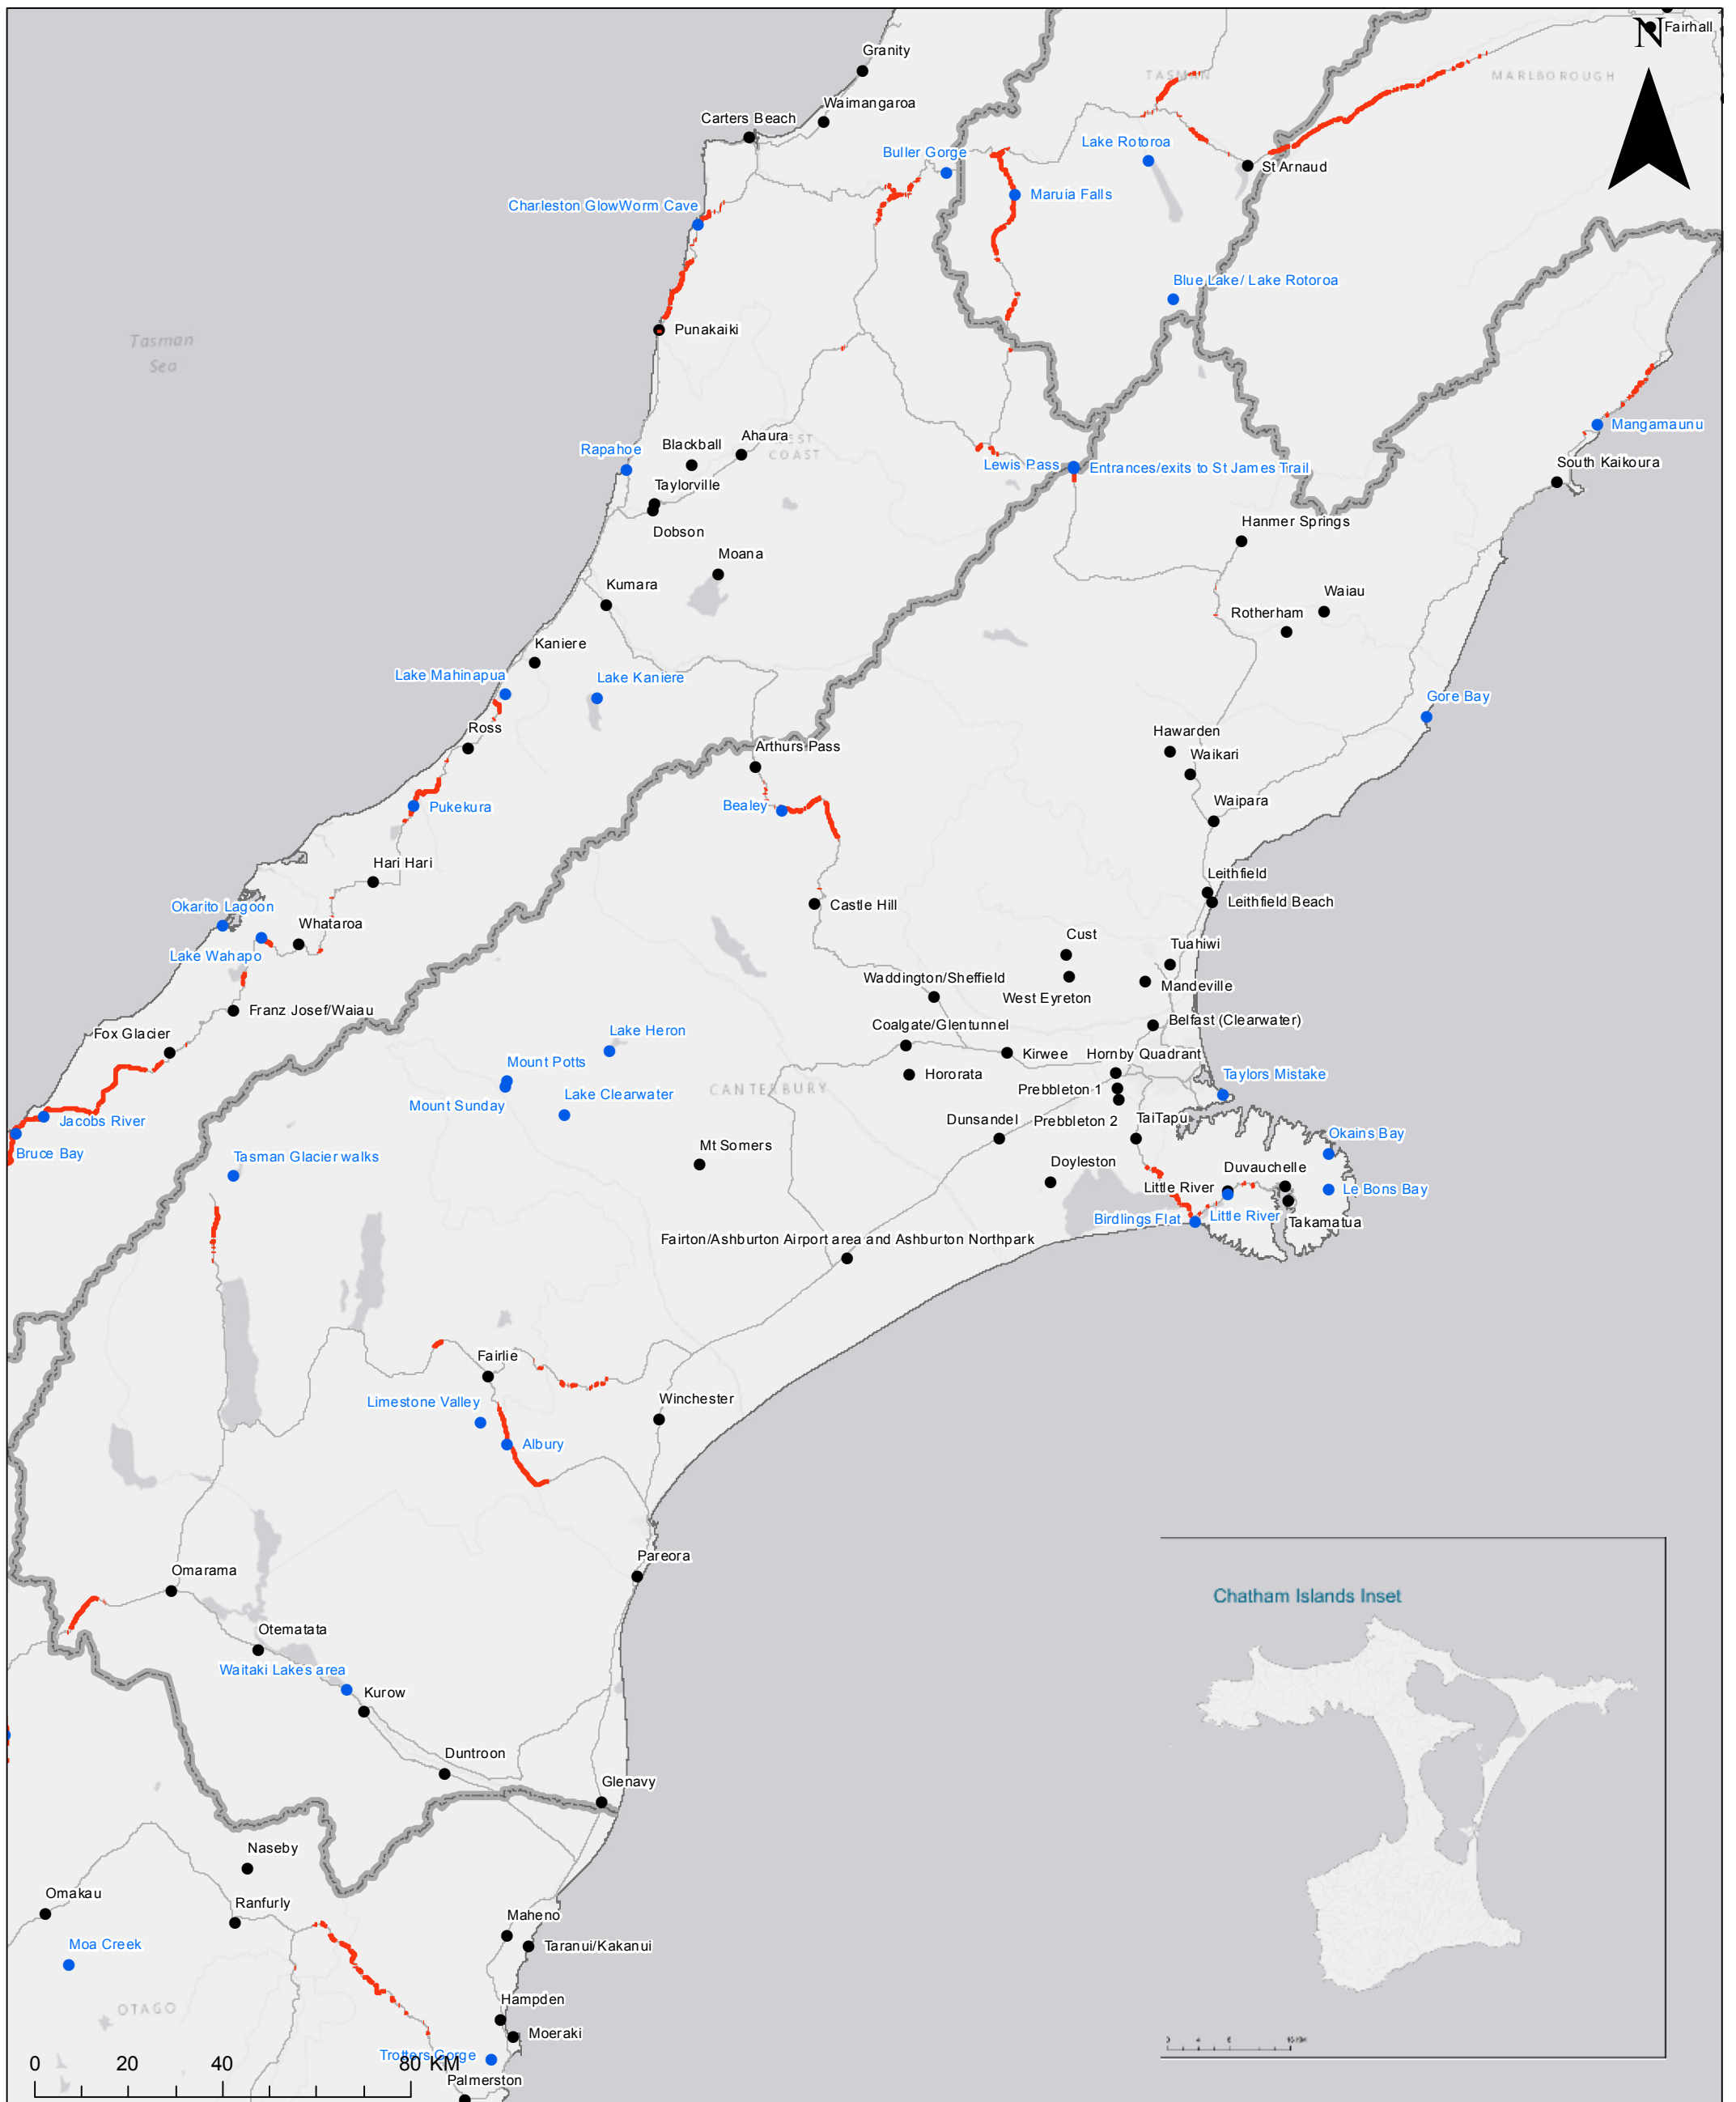 Granity
N
Fairhall
TASMAN
MARLBOROUGH
Waimangaroa
Carters Beach
Buller Gorge
Lake Rotoroa
St Arnaud
Maruia Falls
Charleston GlowWorm Cave
Blue Lake/ Lake Rotoroa
Punakaiki
Tasman
Sea
Mangamaunu
Ahaura
Blackball
WEST
COAST
Rapahoe
South Kaikoura
Lewis Pass
Entrances/exits to St James Trail
Taylorville
Dobson
Hanmer Springs
Moana
Kumara
Waiau
Rotherham
Kaniere
Lake Mahinapua
Lake Kaniere
Gore Bay
Ross
Hawarden
Arthurs Pass
Waikari
Bealey
Pukekura
Waipara
Hari Hari
Leithfield
Leithfield Beach
Castle Hill
Okarito Lagoon
Whataroa
Cust
Tuahiwi
Lake Wahapo
Waddington/Sheffield
West Eyreton
Mandeville
Franz Josef/Waiau
Belfast (Clearwater)
Fox Glacier
Lake Heron
Coalgate/Glentunnel
Kirwee
Hornby Quadrant
Mount Potts
Hororata
Taylors Mistake
Mount Sunday
Lake Clearwater
CANTERBURY
Prebbleton 1
Jacobs River
Dunsandel
Prebbleton 2
TaiTapu
Okains Bay
Bruce Bay
Mt Somers
Tasman Glacier walks
Doyleston
Duvauchelle
Little River
Le Bons Bay
Birdlings Flat
Little River
Takamatua
Fairton/Ashburton Airport area and Ashburton Northpark
Fairlie
Limestone Valley
Winchester
Albury
Pareora
Omarama
Chatham Islands Inset
Otematata
Waitaki Lakes area
Kurow
Duntroon
Glenavy
Naseby
Omakau
Ranfurly
Maheno
Moa Creek
Taranui/Kakanui
OTAGO
Hampden
Moeraki
Trotters Gorge
0 20 40 80 KM
Palmerston